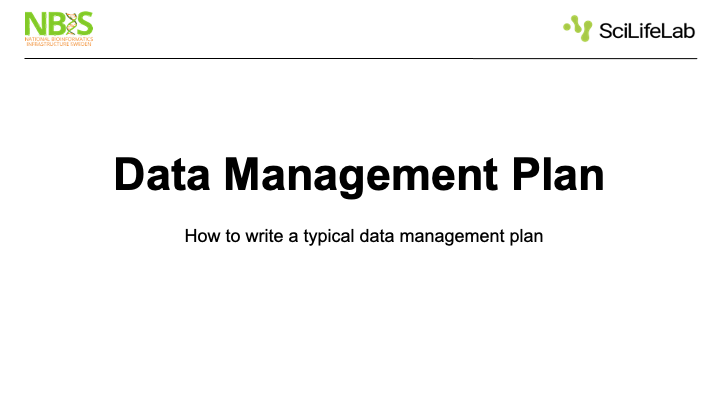 NBIS
NATIONAL BIOINFORMATICS
INFRASTRUCTURE SWEDEN
SciLifeLab
Data Management Plan
How to write a typical data management plan